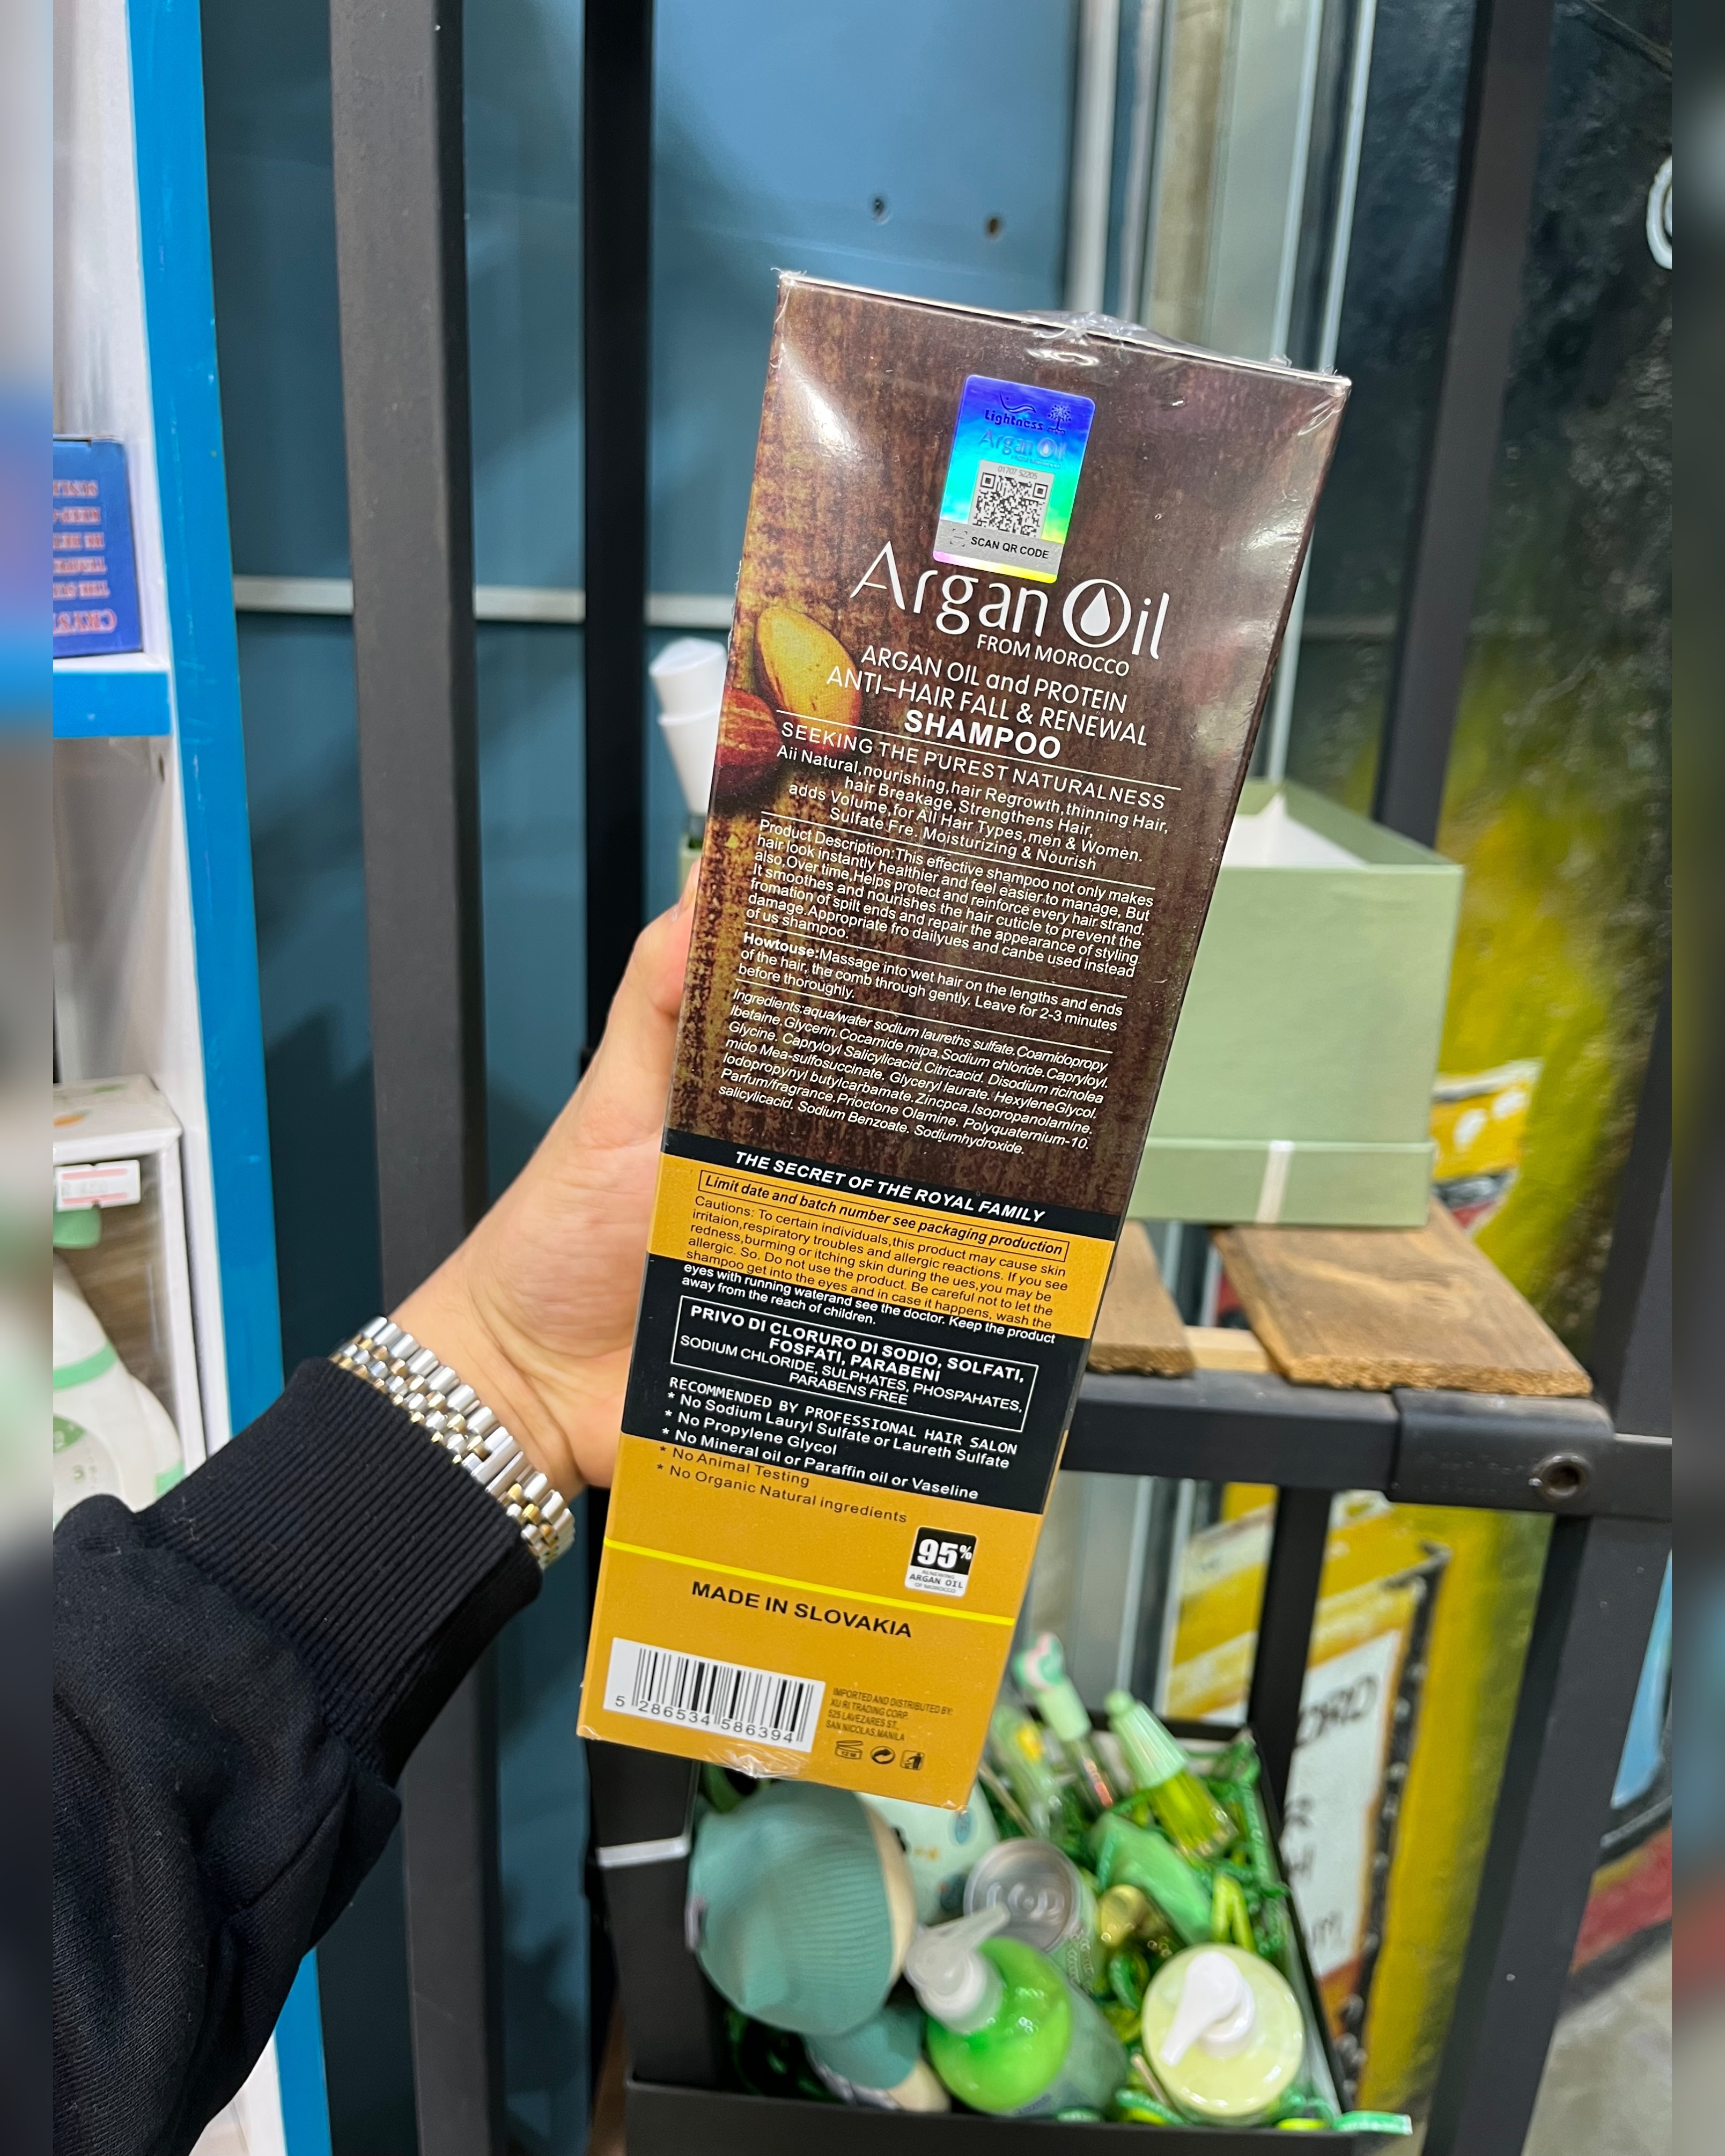 Lightness
Argan Oil
01707 52205
SCAN QR CODE
Argan Oil
FROM MOROCCO
ARGAN OIL and PROTEIN
ANTI-HAIR FALL & RENEWAL
SHAMPOO
SEEKING THE PUREST NATURALNESS
Aii Natural,nourishing,hair Regrowth,thinning Hair,
hair Breakage,Strengthens Hair,
adds Volume,for All Hair Types,men & Women.
Sulfate Fre. Moisturizing & Nourish
Product Description:This effective shampoo not only makes
hair look instantly healthier and feel easier to manage, But
also,Over time,Helps protect and reinforce every hair strand.
It smoothes and nourishes the hair cuticle to prevent the
fromation of spilt ends and repair the appearance of styling
damage.Appropriate fro dailyues and canbe used instead
of us shampoo.
Howtouse:Massage into wet hair on the lengths and ends
of the hair, the comb through gently. Leave for 2-3 minutes
before thoroughly.
Ingredients:aqua/water sodium laureths sulfate.Coamidopropy
lbetaine.Glycerin.Cocamide mipa.Sodium chloride.Capryloyl.
Glycine. Capryloyl Salicylicacid.Citricacid. Disodium ricinolea
mido Mea-sulfosuccinate. Glyceryl laurate. HexyleneGlycol.
Iodopropynyl butylcarbamate.Zincpca.Isopropanolamine.
Parfum/fragrance.Prioctone Olamine. Polyquaternium-10.
salicylicacid. Sodium Benzoate. Sodiumhydroxide.
THE SECRET OF THE ROYAL FAMILY
Limit date and batch number see packaging production
Cautions: To certain individuals,this product may cause skin
irritaion,respiratory troubles and allergic reactions. If you see
redness,burming or itching skin during the ues,you may be
allergic. So. Do not use the product. Be careful not to let the
shampoo get into the eyes and in case it happens, wash the
eyes with running waterand see the doctor. Keep the product
away from the reach of children.
PRIVO DI CLORURO DI SODIO, SOLFATI,
FOSFATI, PARABENI
SODIUM CHLORIDE, SULPHATES, PHOSPAHATES,
PARABENS FREE
RECOMMENDED BY PROFESSIONAL HAIR SALON
* No Sodium Lauryl Sulfate or Laureth Sulfate
* No Propylene Glycol
* No Mineral oil or Paraffin oil or Vaseline
* No Animal Testing
* No Organic Natural ingredients
95%
RENEWING
ARGAN OIL
OF MOROCCO
MADE IN SLOVAKIA
5 286534 586394
IMPORTED AND DISTRIBUTED BY:
XU RI TRADING CORP.
525 LAVEZARES ST.,
SAN NICOLAS,MANILA
12 M